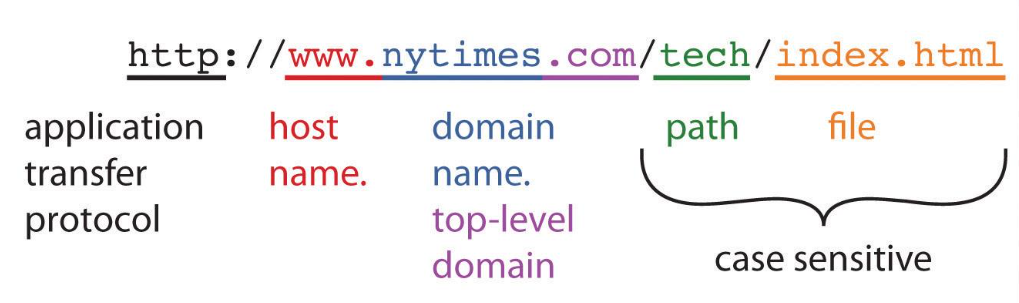 http://www.nytimes.com/tech/index.html
application
transfer
protocol
host
name.
domain
name.
top-level
domain
path
file
case sensitive